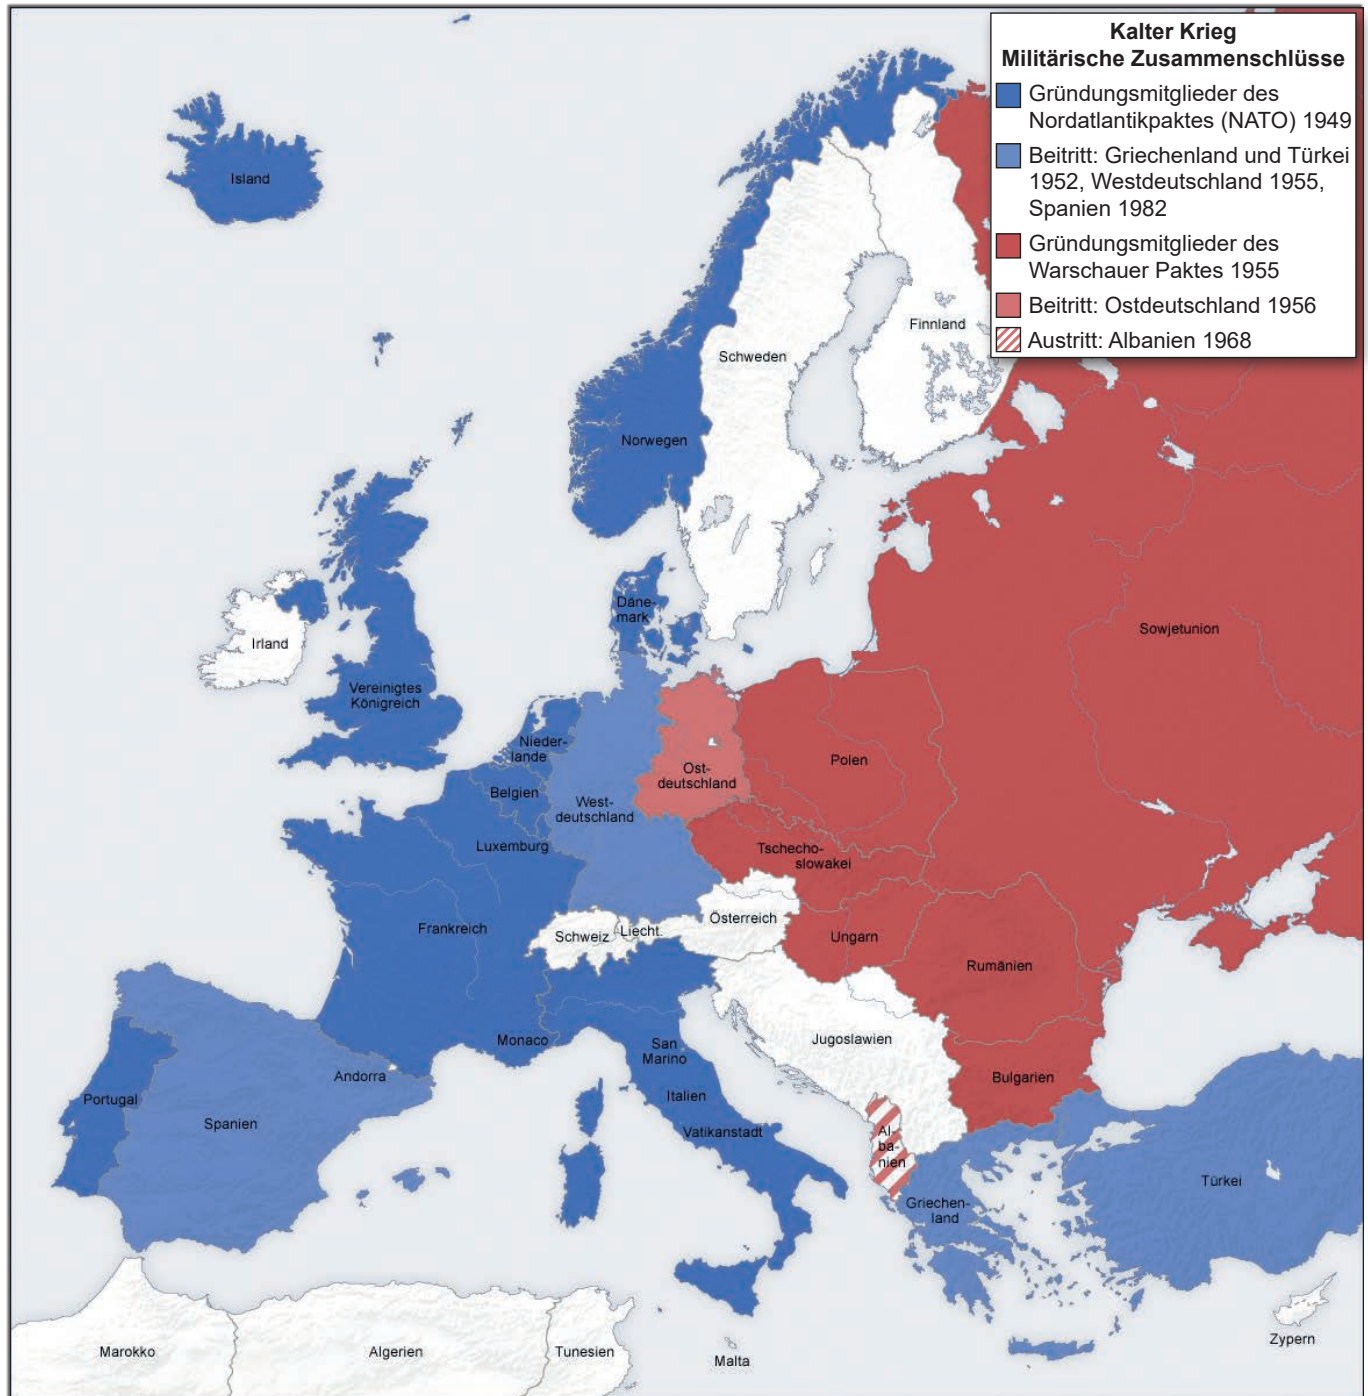 Kalter Krieg
Militärische Zusammenschlüsse
Gründungsmitglieder des
Nordatlantikpaktes (NATO) 1949
Beitritt: Griechenland und Türkei
1952, Westdeutschland 1955,
Spanien 1982
Gründungsmitglieder des
Warschauer Paktes 1955
Beitritt: Ostdeutschland 1956
Austritt: Albanien 1968
Island
Finnland
Schweden
Norwegen
Däne-
mark
Sowjetunion
Irland
Vereinigtes
Königreich
Nieder-
lande
Polen
Ost-
deutschland
Belgien
West-
deutschland
Luxemburg
Tschecho-
slowakei
Österreich
Frankreich
Schweiz
Liecht.
Ungarn
Rumänien
Monaco
San
Marino
Jugoslawien
Andorra
Bulgarien
Portugal
Italien
Spanien
Vatikanstadt
Al-
ba-
nien
Türkei
Griechen-
land
Zypern
Marokko
Algerien
Tunesien
Malta